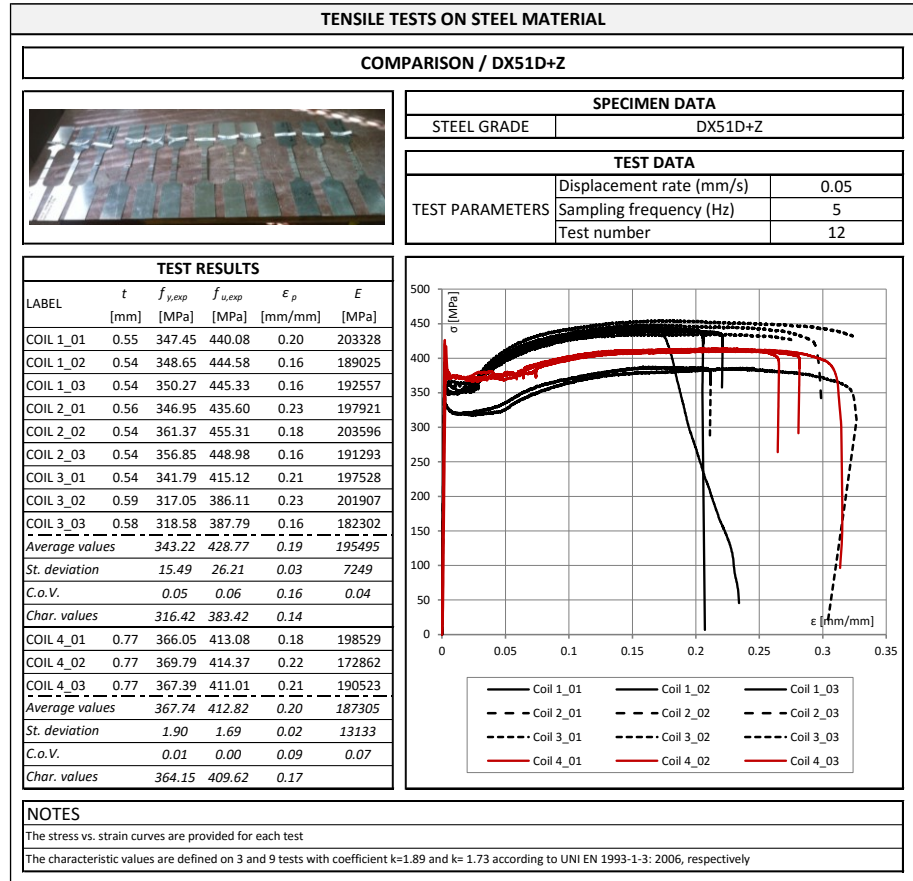 TENSILE TESTS ON STEEL MATERIAL
COMPARISON / DX51D+Z
SPECIMEN DATA
STEEL GRADE DX51D+Z
TEST DATA
TEST PARAMETERS Displacement rate (mm/s) 0.05
Sampling frequency (Hz) 5
Test number 12
TEST RESULTS
LABEL t f y,exp f u,exp ε p E
[mm] [MPa] [MPa] [mm/mm] [MPa]
COIL 1_01 0.55 347.45 440.08 0.20 203328
COIL 1_02 0.54 348.65 444.58 0.16 189025
COIL 1_03 0.54 350.27 445.33 0.16 192557
COIL 2_01 0.56 346.95 435.60 0.23 197921
COIL 2_02 0.54 361.37 455.31 0.18 203596
COIL 2_03 0.54 356.85 448.98 0.16 191293
COIL 3_01 0.54 341.79 415.12 0.21 197528
COIL 3_02 0.59 317.05 386.11 0.23 201907
COIL 3_03 0.58 318.58 387.79 0.16 182302
Average values 343.22 428.77 0.19 195495
St. deviation 15.49 26.21 0.03 7249
C.o.V. 0.05 0.06 0.16 0.04
Char. values 316.42 383.42 0.14
COIL 4_01 0.77 366.05 413.08 0.18 198529
COIL 4_02 0.77 369.79 414.37 0.22 172862
COIL 4_03 0.77 367.39 411.01 0.21 190523
Average values 367.74 412.82 0.20 187305
St. deviation 1.90 1.69 0.02 13133
C.o.V. 0.01 0.00 0.09 0.07
Char. values 364.15 409.62 0.17
σ [MPa]
500
450
400
350
300
250
200
150
100
50
0
ε [mm/mm]
0 0.05 0.1 0.15 0.2 0.25 0.3 0.35
Coil 1_01 Coil 1_02 Coil 1_03
Coil 2_01 Coil 2_02 Coil 2_03
Coil 3_01 Coil 3_02 Coil 3_03
Coil 4_01 Coil 4_02 Coil 4_03
NOTES
The stress vs. strain curves are provided for each test
The characteristic values are defined on 3 and 9 tests with coefficient k=1.89 and k= 1.73 according to UNI EN 1993-1-3: 2006, respectively